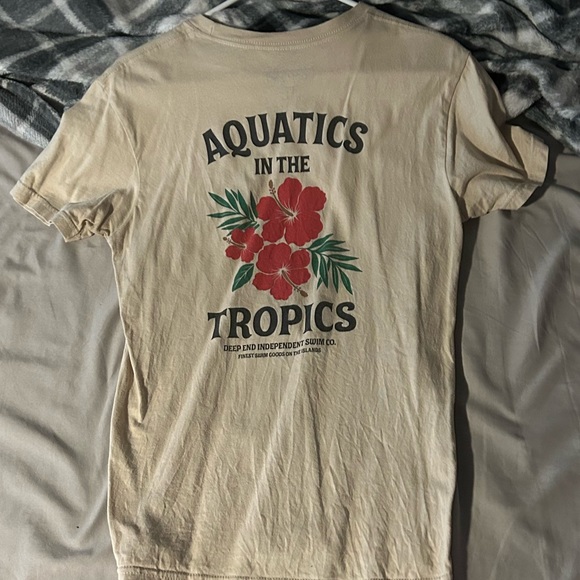 AQUATICS
IN THE
TROPICS
DEEP END INDEPENDENT SWIM CO.
FINEST SWIM GOODS ON THE ISLANDS